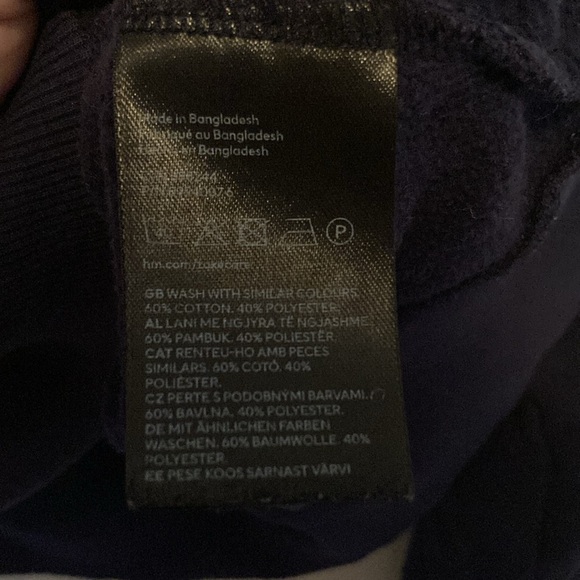 Made in Bangladesh
Fabriqué au Bangladesh
Bangladesh
P
hm.com/takecare
GB WASH WITH SIMILAR COLOURS.
60% COTTON. 40% POLYESTER.
AL LANI ME NGJYRA TË NGJASHME.
60% PAMBUK. 40% POLIESTËR.
CAT RENTEU-HO AMB PECES
SIMILARS. 60% COTÓ. 40%
POLIÈSTER.
CZ PERTE S PODOBNÝMI BARVAMI.
60% BAVLNA, 40% POLYESTER.
DE MIT ÄHNLICHEN FARBEN
WASCHEN. 60% BAUMWOLLE. 40%
POLYESTER.
EE PESE KOOS SARNAST VÄRVI